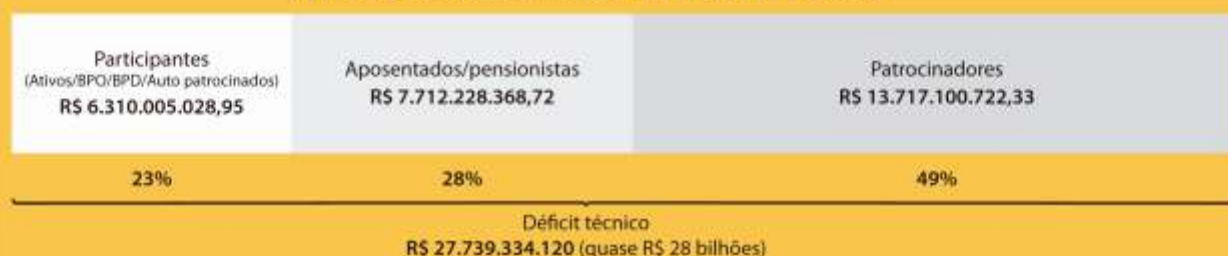 Participantes
(Ativos/BPO/BPD/Auto patrocinados)
R$ 6.310.005.028,95
Aposentados/pensionistas
R$ 7.712.228.368,72
Patrocinadores
R$ 13.717.100.722,33
23%
28%
49%
Déficit técnico
R$ 27.739.334.120 (quase R$ 28 bilhões)